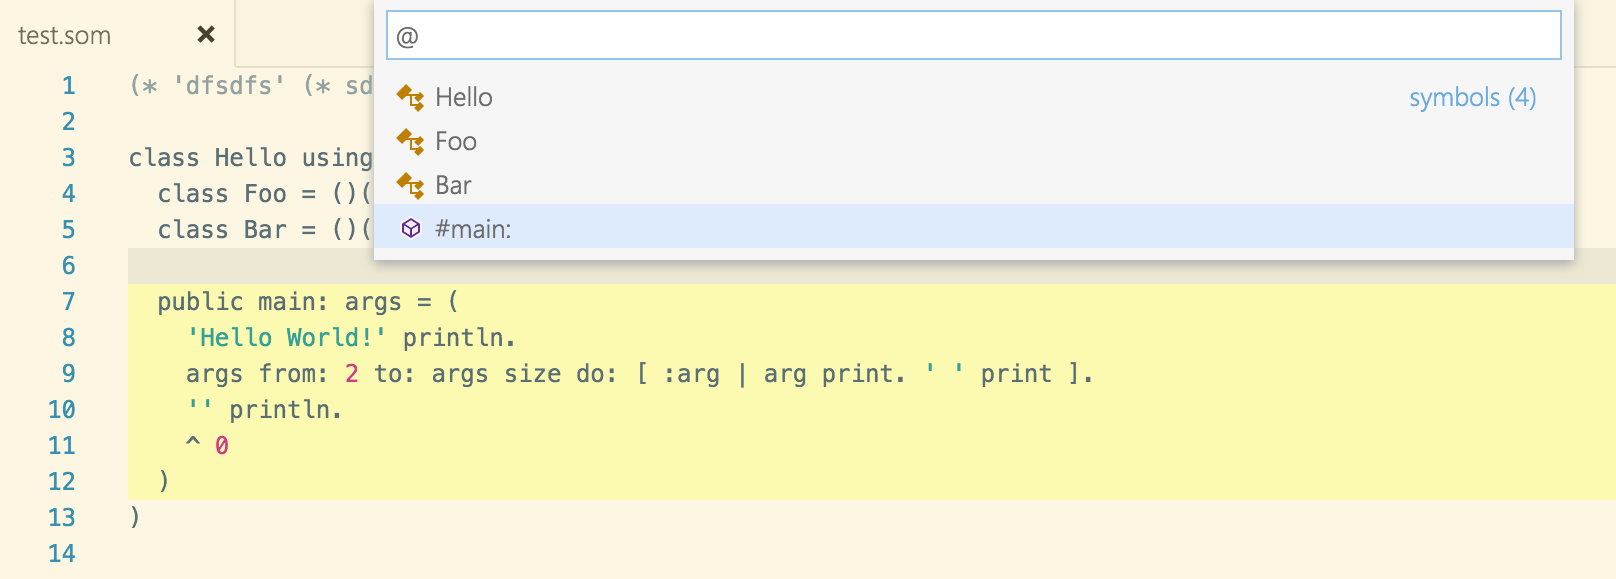 test.som
@
Hello symbols (4)
Foo
Bar
#main:
1 (* 'dfsdfs' (* sd
2
3 class Hello using
4 class Foo = ()(
5 class Bar = ()(
6
7 public main: args = (
8 'Hello World!' println.
9 args from: 2 to: args size do: [ :arg | arg print. ' ' print ].
10 '' println.
11 ^ 0
12 )
13 )
14